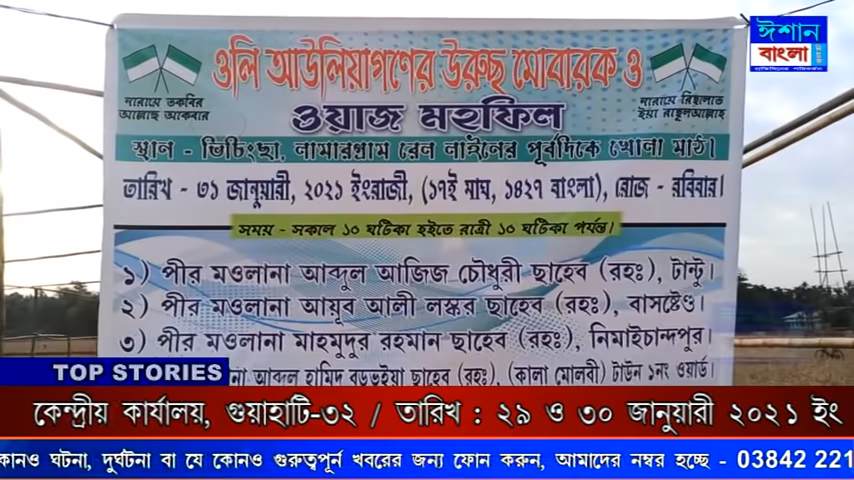 ওলি আউলিয়াগণের উরুছ মোবারক ও
নারায়ে তকবির
আল্লাহু আকবার
নারায়ে রিছালাত
ইয়া রাছুলআল্লাহ
ওয়াজ মহফিল
স্থান - ভিচিংছা, লামারগ্রাম রেল লাইনের পূর্বদিকে খোলা মাঠ।
তারিখ - ৩১ জানুয়ারী, ২০২১ ইংরাজী, (১৭ই মাঘ, ১৪২৭ বাংলা), রোজ - রবিবার।
সময় - সকাল ১০ ঘটিকা হইতে রাত্রী ১০ ঘটিকা পর্যন্ত।
১) পীর মওলানা আব্দুল আজিজ চৌধুরী ছাহেব (রহঃ), টান্টু।
২) পীর মওলানা আয়ূব আলী লস্কর ছাহেব (রহঃ), বাসষ্টেণ্ড।
৩) পীর মওলানা মাহমুদুর রহমান ছাহেব (রহঃ), নিমাইচান্দপুর।
আব্দুল হামিদ বড়ভূইয়া ছাহেব (রহঃ), (কালা মোলবী) টাউন ১নং ওয়ার্ড।
ঈশান
বাংলা
TOP STORIES
কেন্দ্রীয় কার্যালয়, গুয়াহাটি-৩২ / তারিখ : ২৯ ও ৩০ জানুয়ারী ২০২১ ইং
কোনও ঘটনা, দুর্ঘটনা বা যে কোনও গুরুত্বপূর্ন খবরের জন্য ফোন করুন, আমাদের নম্বর হচ্ছে - 03842 221